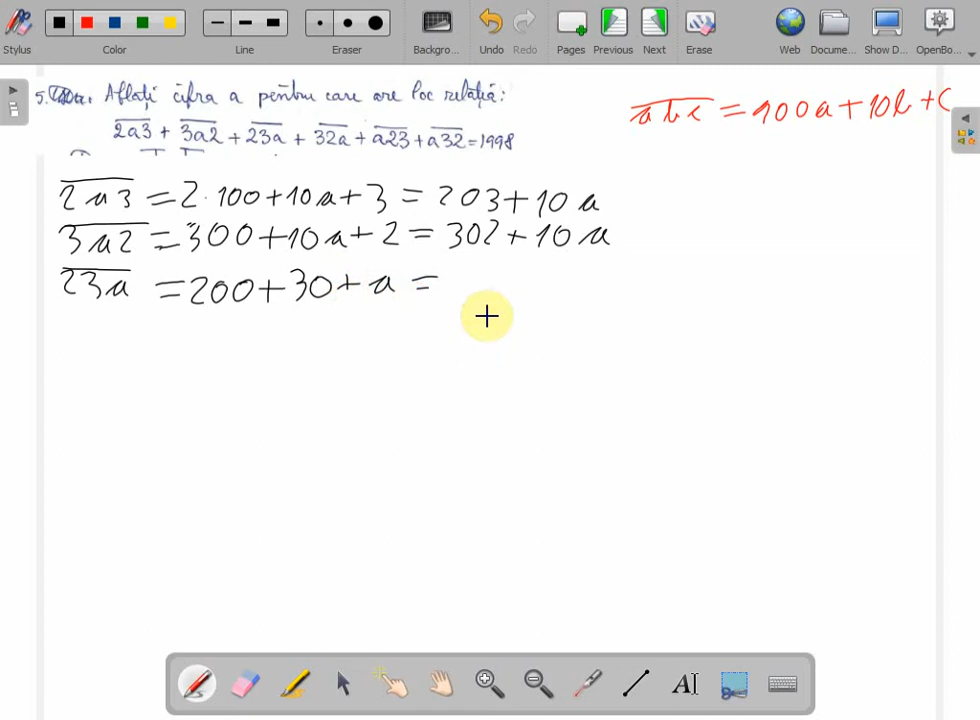 Stylus Color Line Eraser Backgro... Undo Redo Pages Previous Next Erase Web Docume... Show D... OpenBo...
5. Aflați cifra a pentru care are loc relația:
2a3 + 3a2 + 23a + 32a + a23 + a32 = 1998
abc = 100a + 10b + c
2a3 = 2·100 + 10a + 3 = 203 + 10a
3a2 = 300 + 10a + 2 = 302 + 10a
23a = 200 + 30 + a =